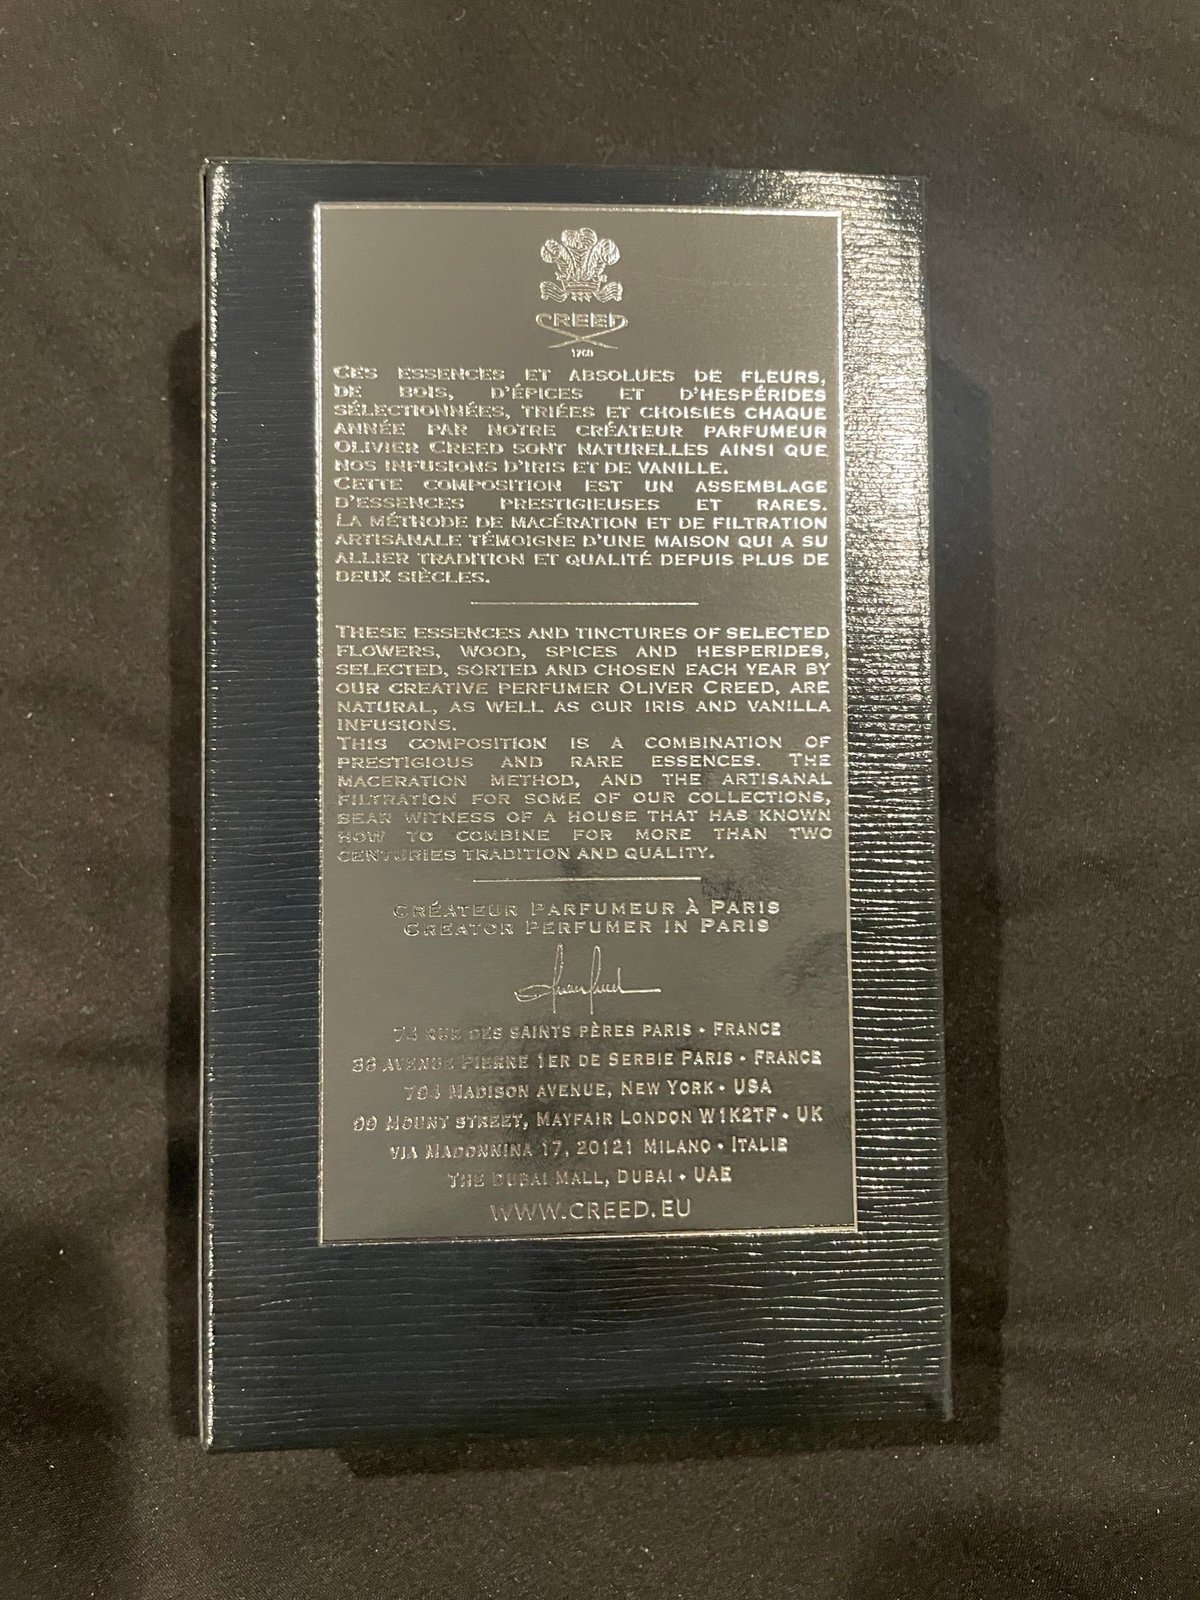 CREED
1760
CES ESSENCES ET ABSOLUES DE FLEURS,
DE BOIS, D'ÉPICES ET D'HESPÉRIDES
SÉLECTIONNÉES, TRIÉES ET CHOISIES CHAQUE
ANNÉE PAR NOTRE CRÉATEUR PARFUMEUR
OLIVIER CREED SONT NATURELLES AINSI QUE
NOS INFUSIONS D'IRIS ET DE VANILLE.
CETTE COMPOSITION EST UN ASSEMBLAGE
D'ESSENCES PRESTIGIEUSES ET RARES.
LA MÉTHODE DE MACÉRATION ET DE FILTRATION
ARTISANALE TÉMOIGNE D'UNE MAISON QUI A SU
ALLIER TRADITION ET QUALITÉ DEPUIS PLUS DE
DEUX SIÈCLES.
THESE ESSENCES AND TINCTURES OF SELECTED
FLOWERS, WOOD, SPICES AND HESPERIDES,
SELECTED, SORTED AND CHOSEN EACH YEAR BY
OUR CREATIVE PERFUMER OLIVER CREED, ARE
NATURAL, AS WELL AS OUR IRIS AND VANILLA
INFUSIONS.
THIS COMPOSITION IS A COMBINATION OF
PRESTIGIOUS AND RARE ESSENCES. THE
MACERATION METHOD, AND THE ARTISANAL
FILTRATION FOR SOME OF OUR COLLECTIONS,
BEAR WITNESS OF A HOUSE THAT HAS KNOWN
HOW TO COMBINE FOR MORE THAN TWO
CENTURIES TRADITION AND QUALITY.
CRÉATEUR PARFUMEUR À PARIS
CREATOR PERFUMER IN PARIS
RUE DES SAINTS PÈRES PARIS • FRANCE
38 AVENUE PIERRE 1ER DE SERBIE PARIS • FRANCE
794 MADISON AVENUE, NEW YORK • USA
99 MOUNT STREET, MAYFAIR LONDON W1K2TF • UK
VIA MADONNINA 17, 20121 MILANO • ITALIE
THE DUBAI MALL, DUBAI • UAE
WWW.CREED.EU